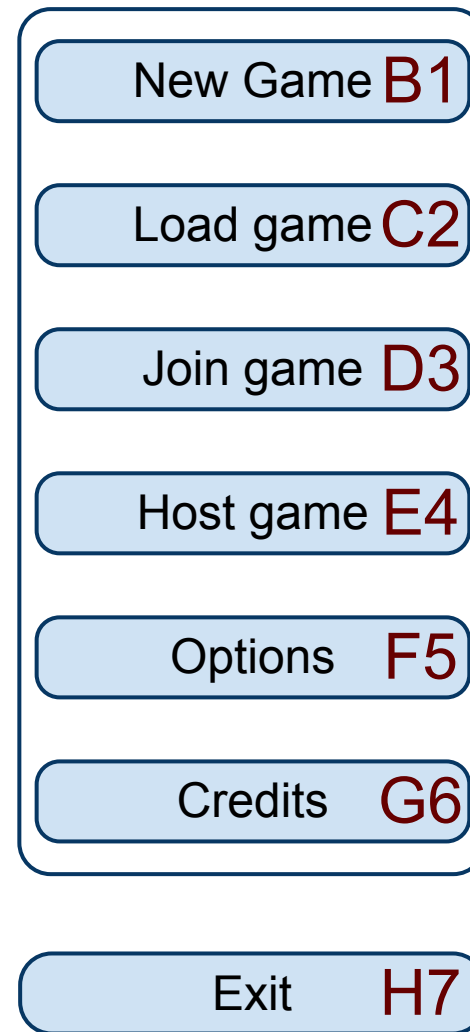 New Game B1
Load game C2
Join game D3
Host game E4
Options F5
Credits G6
Exit H7